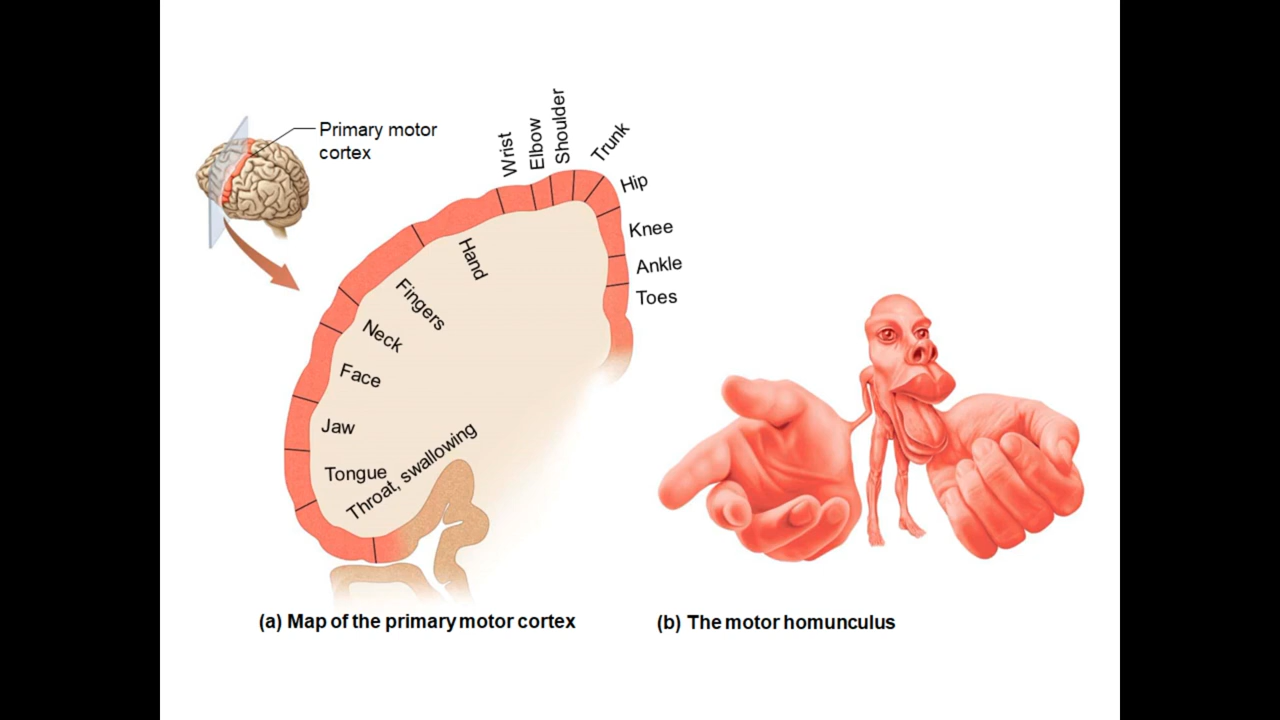 Primary motor
cortex
Wrist
Elbow
Shoulder
Trunk
Hip
Knee
Ankle
Toes
Hand
Fingers
Neck
Face
Jaw
Tongue
Throat, swallowing
(a) Map of the primary motor cortex
(b) The motor homunculus